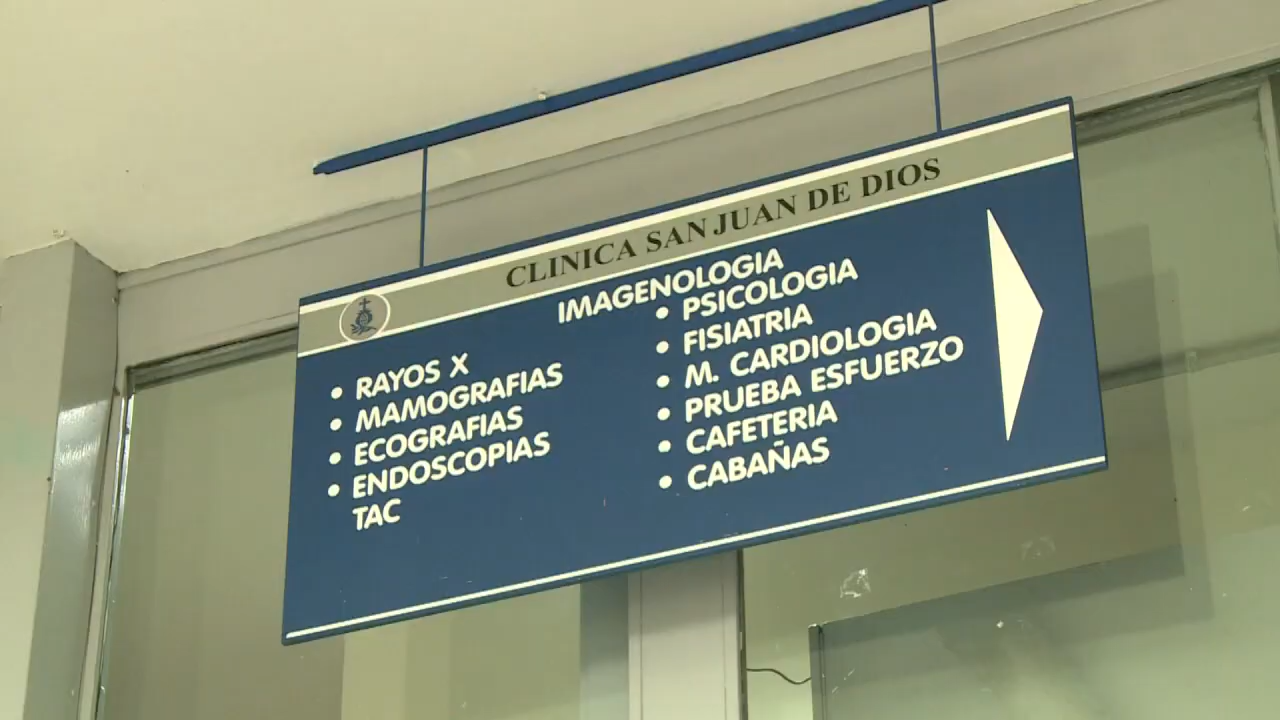 CLINICA SAN JUAN DE DIOS
IMAGENOLOGIA
• RAYOS X
• MAMOGRAFIAS
• ECOGRAFIAS
• ENDOSCOPIAS
TAC
• PSICOLOGIA
• FISIATRIA
• M. CARDIOLOGIA
• PRUEBA ESFUERZO
• CAFETERIA
• CABAÑAS